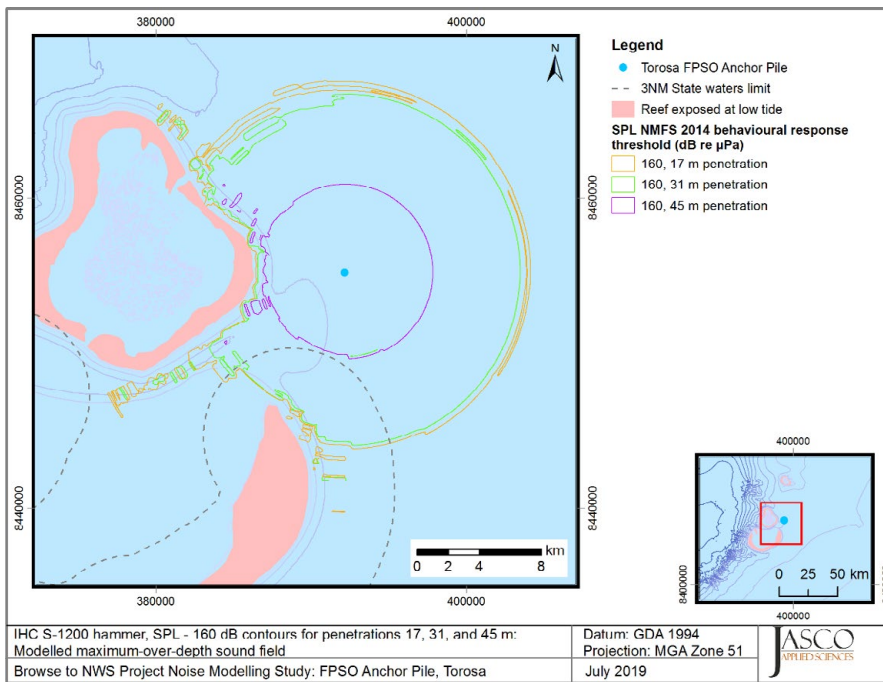 380000
400000
8460000
8440000
380000
400000
N
km
0 2 4 8
Legend
Torosa FPSO Anchor Pile
3NM State waters limit
Reef exposed at low tide
SPL NMFS 2014 behavioural response
threshold (dB re µPa)
160, 17 m penetration
160, 31 m penetration
160, 45 m penetration
400000
8400000
8400000
0 25 50 km
400000
IHC S-1200 hammer, SPL - 160 dB contours for penetrations 17, 31, and 45 m:
Modelled maximum-over-depth sound field
Browse to NWS Project Noise Modelling Study: FPSO Anchor Pile, Torosa
Datum: GDA 1994
Projection: MGA Zone 51
July 2019
JASCO
APPLIED SCIENCES
8460000
8440000